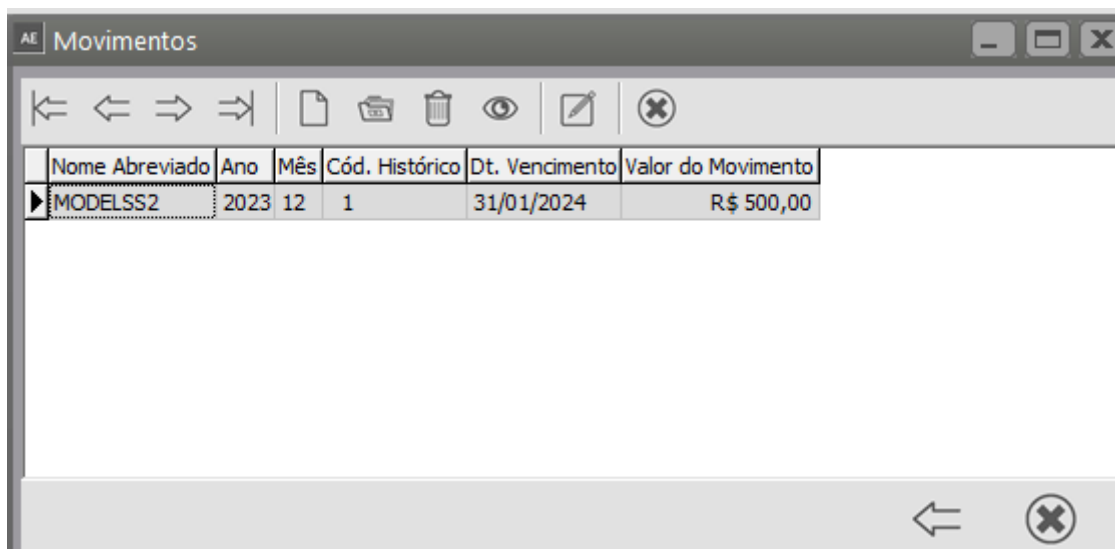 AE Movimentos
Nome Abreviado Ano Mês Cód. Histórico Dt. Vencimento Valor do Movimento
MODELSS2 2023 12 1 31/01/2024 R$ 500,00